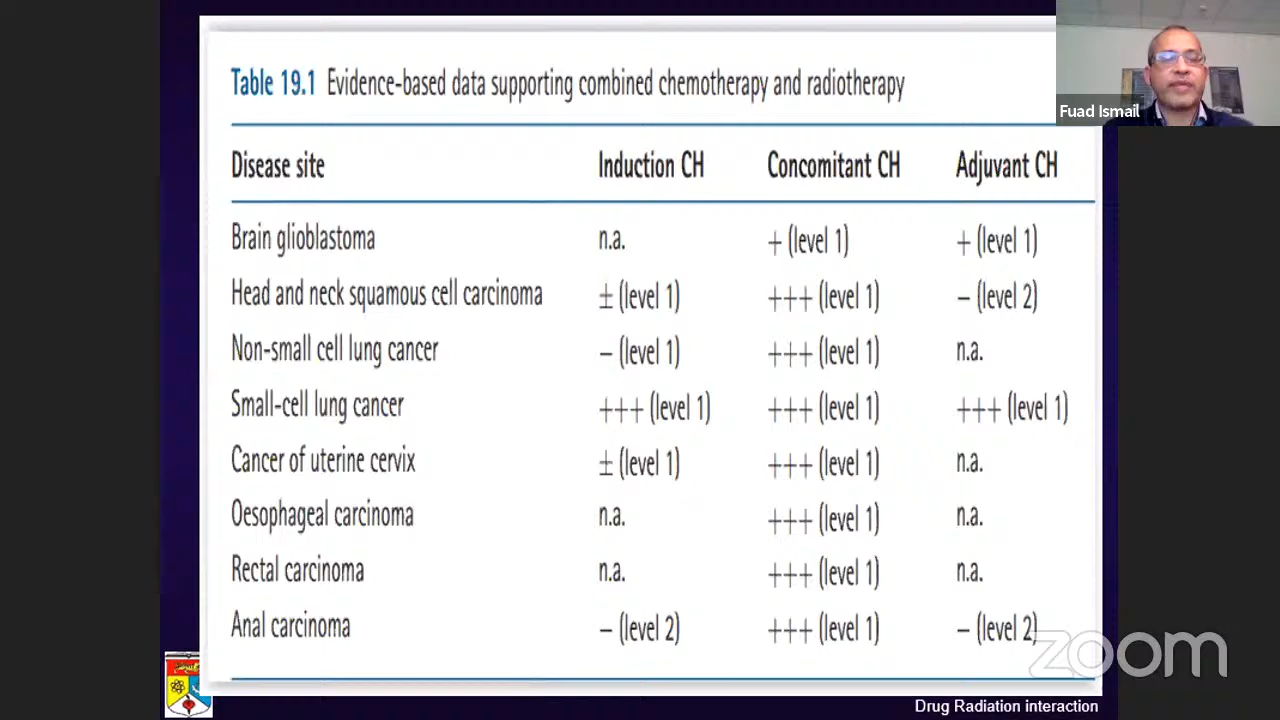 Table 19.1 Evidence-based data supporting combined chemotherapy and radiotherapy
Fuad Ismail
Disease site Induction CH Concomitant CH Adjuvant CH
Brain glioblastoma n.a. + (level 1) + (level 1)
Head and neck squamous cell carcinoma ± (level 1) +++ (level 1) – (level 2)
Non-small cell lung cancer – (level 1) +++ (level 1) n.a.
Small-cell lung cancer +++ (level 1) +++ (level 1) +++ (level 1)
Cancer of uterine cervix ± (level 1) +++ (level 1) n.a.
Oesophageal carcinoma n.a. +++ (level 1) n.a.
Rectal carcinoma n.a. +++ (level 1) n.a.
Anal carcinoma – (level 2) +++ (level 1) – (level 2)
zoom
Drug Radiation interaction